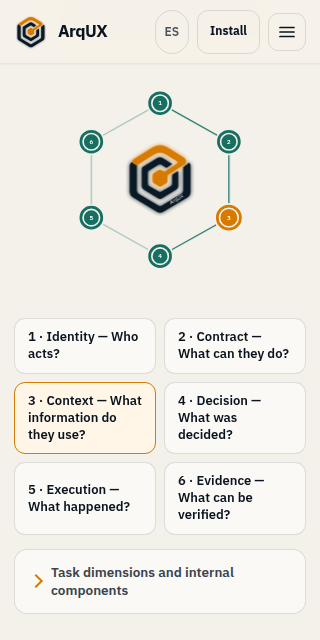 ArqUX
ES
Install
1
2
3
4
5
6
1 · Identity — Who
acts?
2 · Contract —
What can they do?
3 · Context — What
information do
they use?
4 · Decision —
What was
decided?
5 · Execution —
What happened?
6 · Evidence —
What can be
verified?
Task dimensions and internal
components